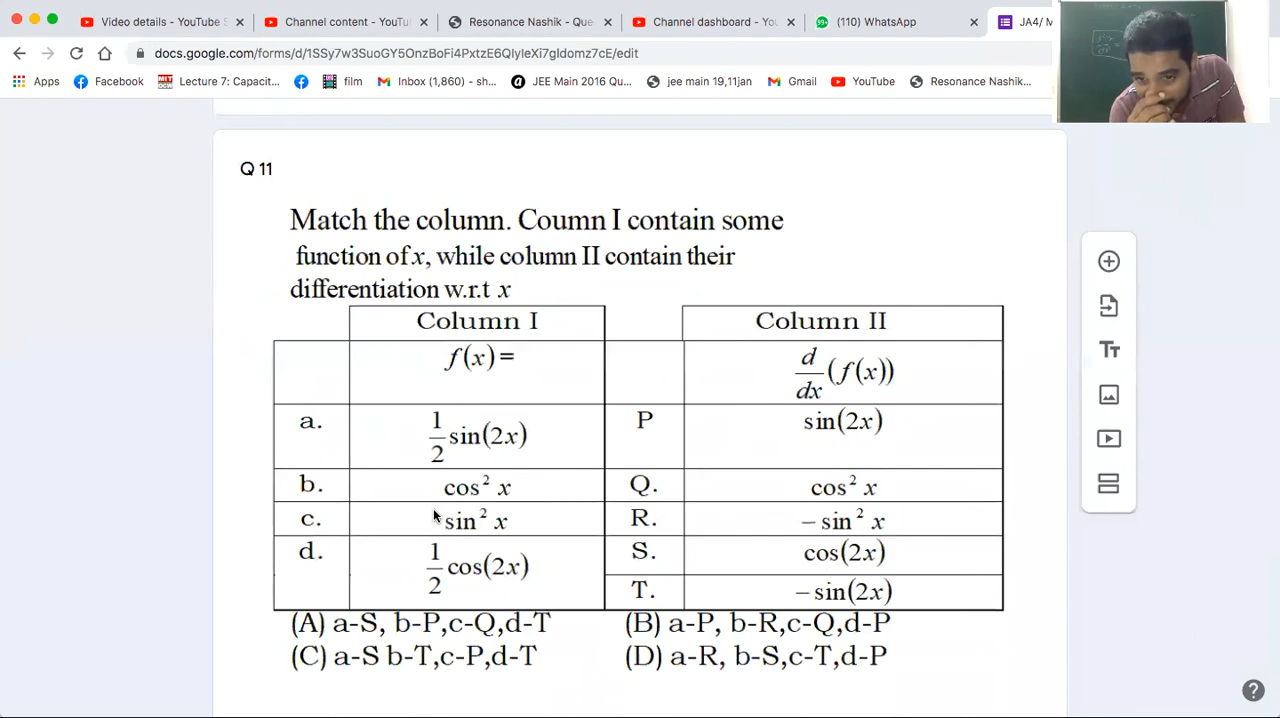 Video details - YouTube S
Channel content - YouTu
Resonance Nashik - Que
Channel dashboard - You
(110) WhatsApp
JA4/ M
docs.google.com/forms/d/1SSy7w3SuoGY5GnzBoFi4PxtzE6QIyIeXi7gIdomz7cE/edit
Apps
Facebook
Lecture 7: Capacit...
film
Inbox (1,860) - sh...
JEE Main 2016 Qu...
jee main 19,11jan
Gmail
YouTube
Resonance Nashik...
Q 11
Match the column. Coumn I contain some
function of x, while column II contain their
differentiation w.r.t x
Column I Column II
f(x)= d/dx (f(x))
a. 1/2 sin(2x) P sin(2x)
b. cos² x Q. cos² x
c. sin² x R. – sin² x
d. 1/2 cos(2x) S. cos(2x)
T. – sin(2x)
(A) a-S, b-P,c-Q,d-T (B) a-P, b-R,c-Q,d-P
(C) a-S b-T,c-P,d-T (D) a-R, b-S,c-T,d-P